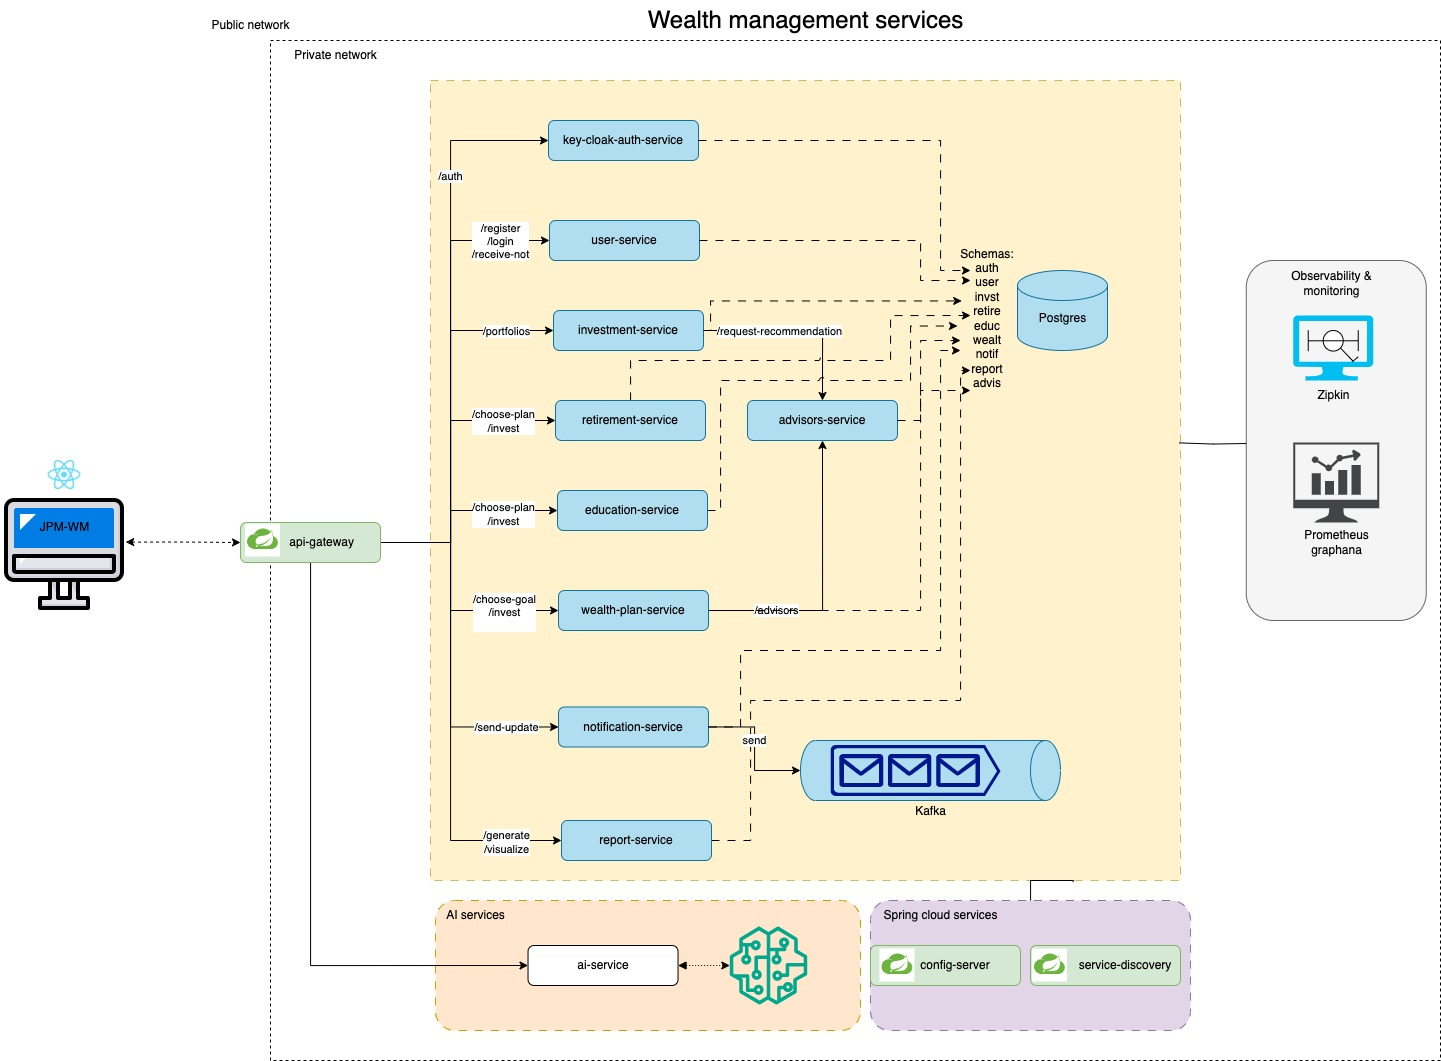 Wealth management services
Public network
Private network
key-cloak-auth-service
/auth
/register
/login
/receive-not
user-service
Schemas:
auth
user
invst
retire
educ
wealt
notif
report
advis
Postgres
/portfolios
investment-service
/request-recommendation
/choose-plan
/invest
retirement-service
advisors-service
/choose-plan
/invest
education-service
JPM-WM
api-gateway
/choose-goal
/invest
wealth-plan-service
/advisors
/send-update
notification-service
send
Kafka
/generate
/visualize
report-service
Observability &
monitoring
Zipkin
Prometheus
graphana
AI services
ai-service
Spring cloud services
config-server
service-discovery